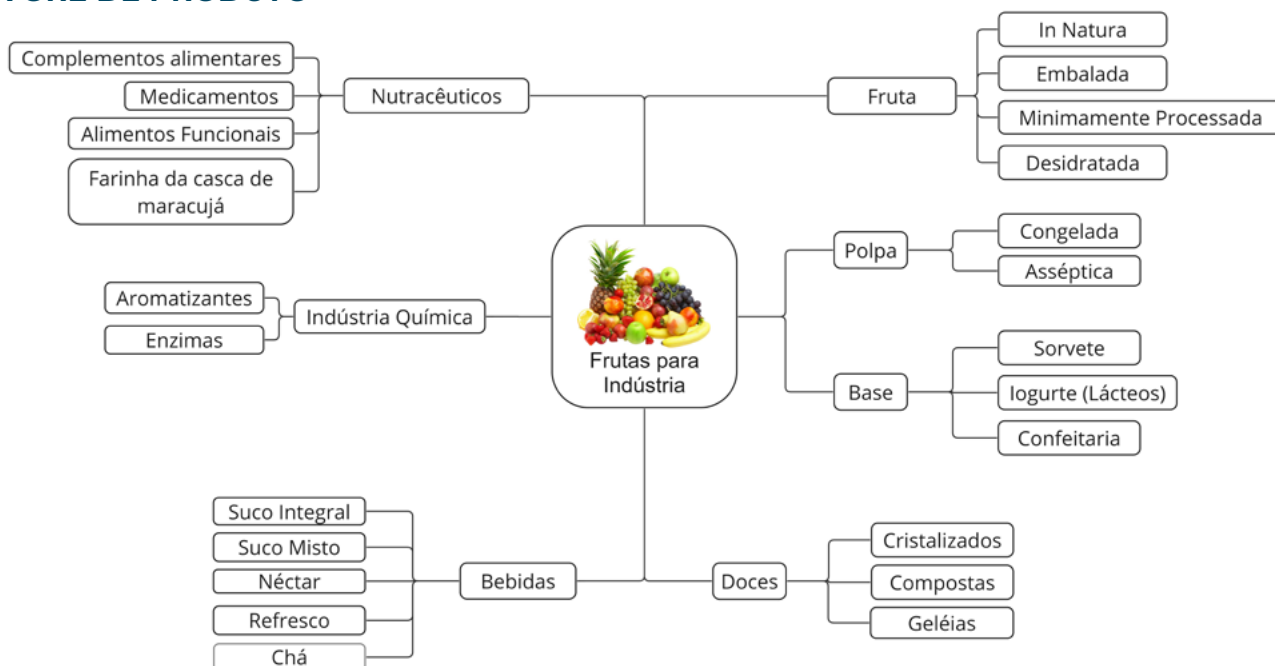 Complementos alimentares
Medicamentos
Alimentos Funcionais
Farinha da casca de
maracujá
Nutracêuticos
Fruta
In Natura
Embalada
Minimamente Processada
Desidratada
Aromatizantes
Enzimas
Indústria Química
Frutas para
Indústria
Polpa
Congelada
Asséptica
Base
Sorvete
Iogurte (Lácteos)
Confeitaria
Suco Integral
Suco Misto
Néctar
Refresco
Chá
Bebidas
Doces
Cristalizados
Compostas
Geléias